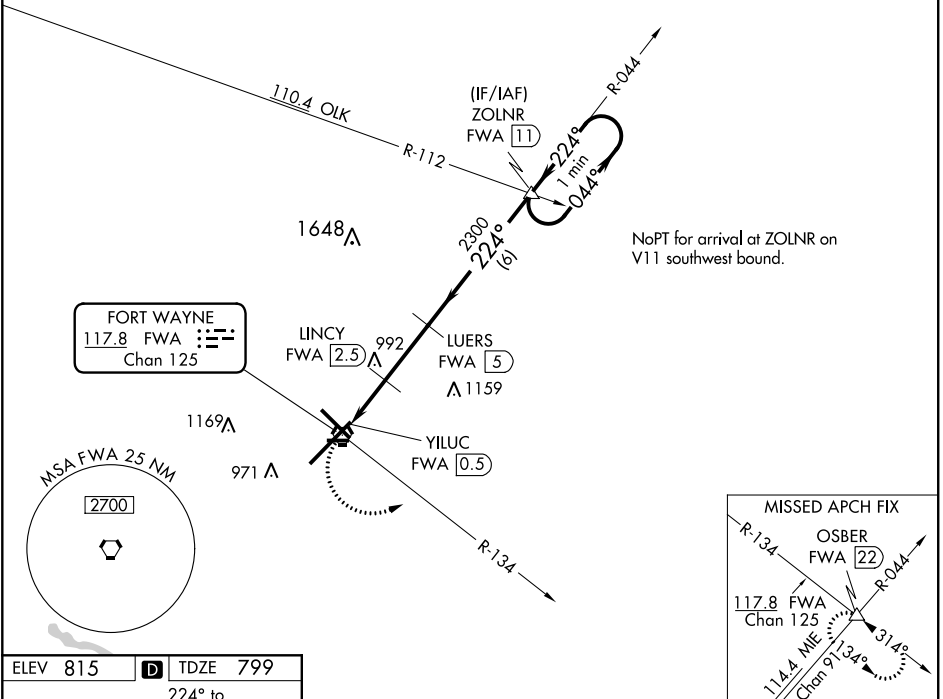 110.4 OLK
R-112
(IF/IAF)
ZOLNR
FWA 11
R-044
224°
1 min
044°
1648
2300
224°
(6)
NoPT for arrival at ZOLNR on
V11 southwest bound.
FORT WAYNE
117.8 FWA
Chan 125
LINCY
FWA 2.5
992
LUERS
FWA 5
1159
1169
971
YILUC
FWA 0.5
MSA FWA 25 NM
2700
R-134
MISSED APCH FIX
R-134
OSBER
FWA 22
R-044
117.8 FWA
Chan 125
314°
134°
114.4 MIE
Chan 91
ELEV 815 D TDZE 799
224° to